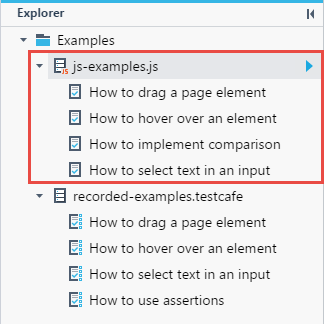 Explorer
Examples
js-examples.js
How to drag a page element
How to hover over an element
How to implement comparison
How to select text in an input
recorded-examples.testcafe
How to drag a page element
How to hover over an element
How to select text in an input
How to use assertions